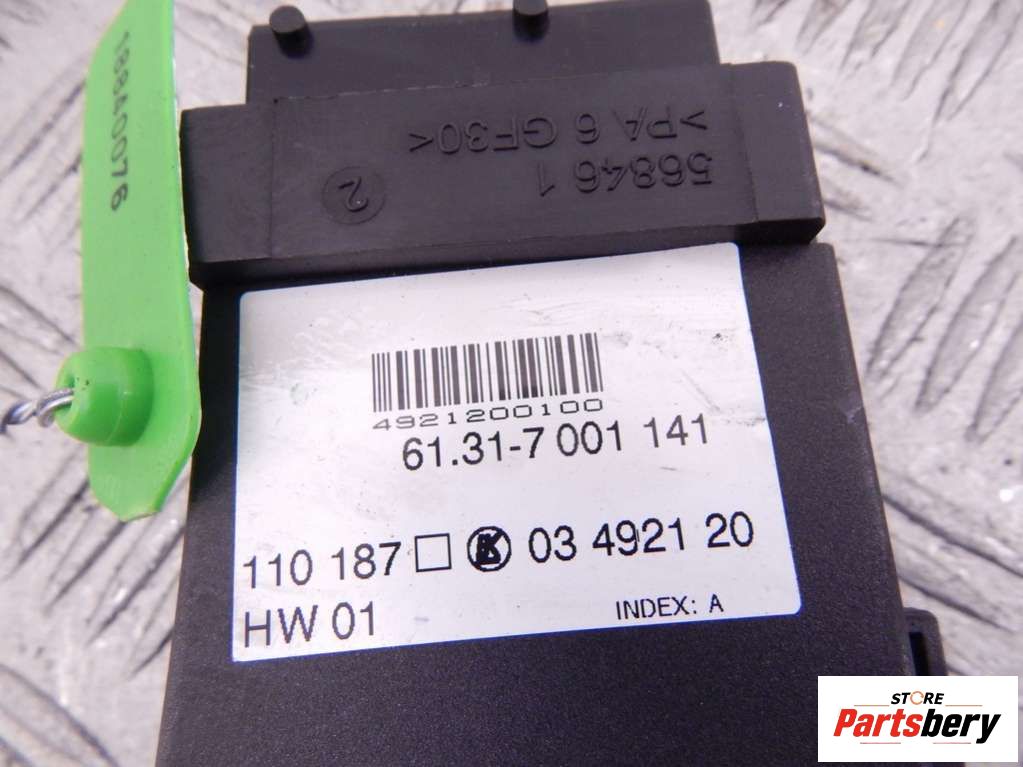 18840076
56846 1
>PA 6 GF30<
2
4921200100
61.31-7 001 141
110 187 □ K 03 4921 20
HW 01
INDEX: A
STORE
Partsbery